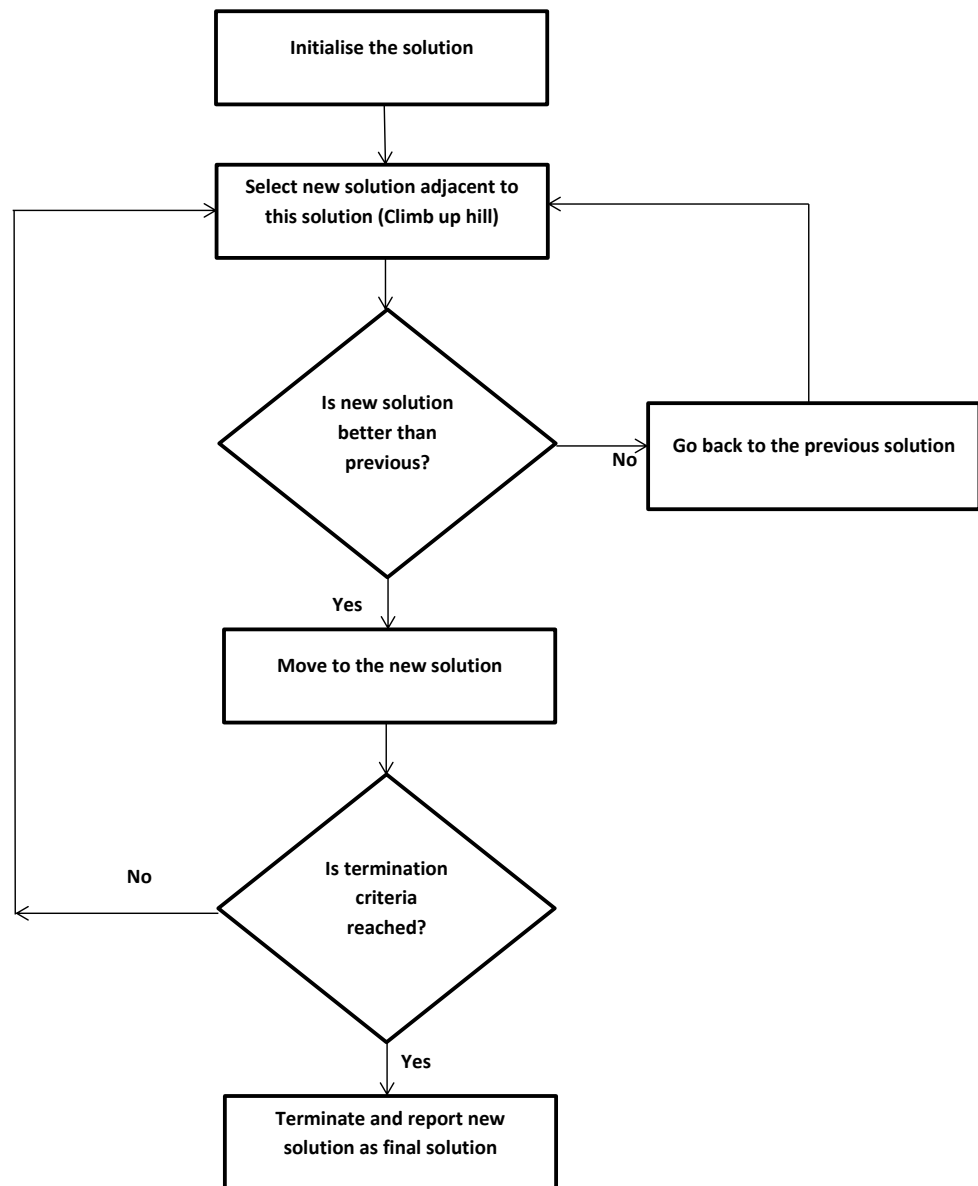 Initialise the solution
Select new solution adjacent to
this solution (Climb up hill)
Is new solution
better than
previous?
No
Go back to the previous solution
Yes
Move to the new solution
Is termination
criteria
reached?
No
Yes
Terminate and report new
solution as final solution